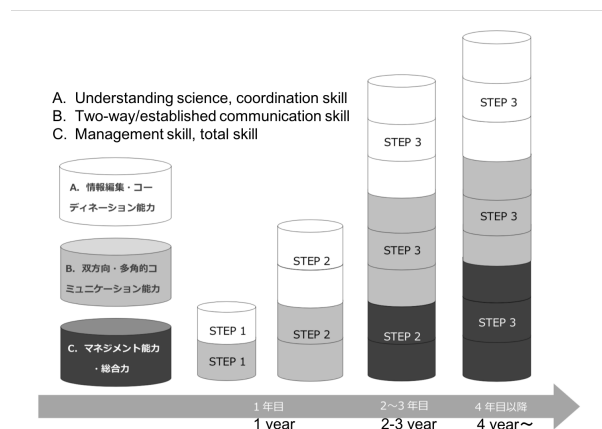 A. Understanding science, coordination skill
B. Two-way/established communication skill
C. Management skill, total skill
A. 情報編集・コー
ディネーション能力
B. 双方向・多角的コ
ミュニケーション能力
C. マネジメント能力
・総合力
STEP 1
STEP 1
STEP 2
STEP 2
STEP 3
STEP 3
STEP 2
STEP 3
STEP 3
STEP 3
1 年目
2〜3 年目
4 年目以降
1 year
2-3 year
4 year〜